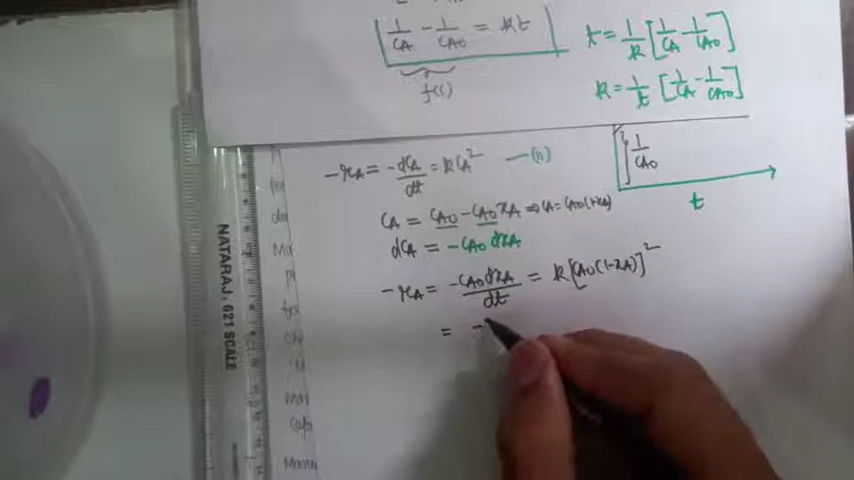 1/CA - 1/CA0 = kt
f(c)
t = 1/k [1/CA - 1/CA0]
k = 1/t [1/CA - 1/CA0]
1/CA0
t
-rA = -dCA/dt = kCA² —(ii)
CA = CA0 - CA0xA ⇒ CA = CA0(1-xA)
dCA = -CA0 dxA
-rA = -CA0dxA/dt = k[CA0(1-xA)]²
= -
NATARAJ 621 SCALE